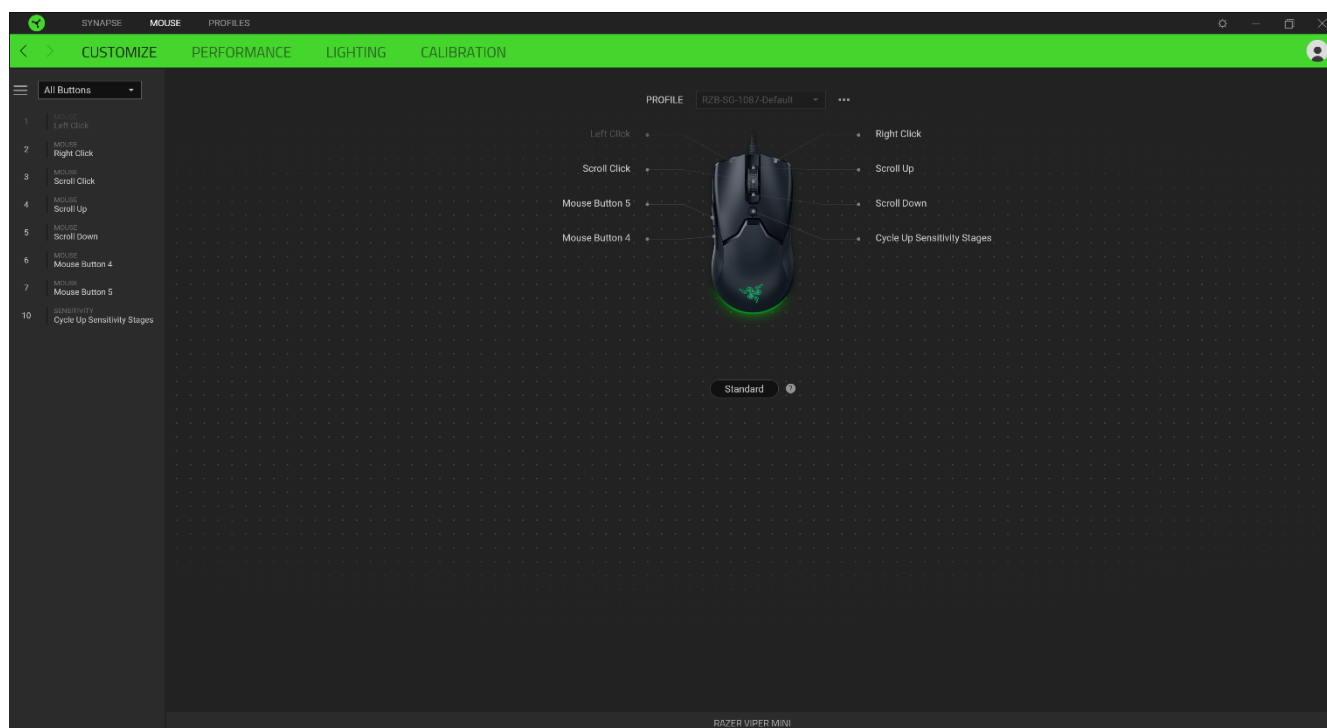 SYNAPSE MOUSE PROFILES
CUSTOMIZE PERFORMANCE LIGHTING CALIBRATION
All Buttons
1 MOUSE
Left Click
2 MOUSE
Right Click
3 MOUSE
Scroll Click
4 MOUSE
Scroll Up
5 MOUSE
Scroll Down
6 MOUSE
Mouse Button 4
7 MOUSE
Mouse Button 5
10 SENSITIVITY
Cycle Up Sensitivity Stages
PROFILE RZB-SG-1087-Default
Left Click Right Click
Scroll Click Scroll Up
Mouse Button 5 Scroll Down
Mouse Button 4 Cycle Up Sensitivity Stages
Standard ?
RAZER VIPER MINI